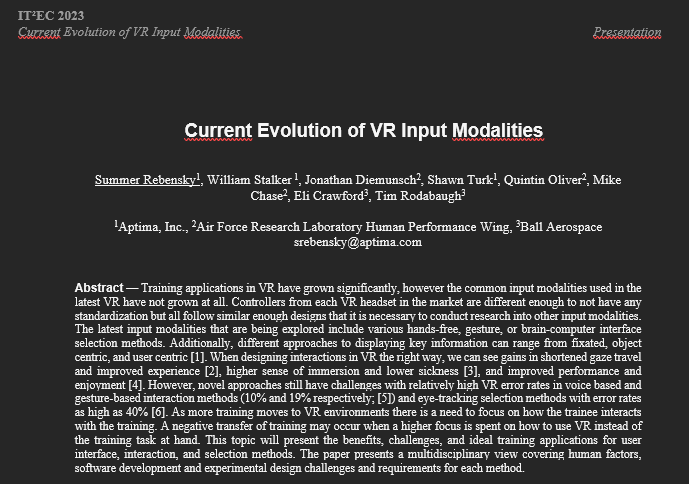 IT²EC 2023
Current Evolution of VR Input Modalities
Presentation
Current Evolution of VR Input Modalities
Summer Rebensky¹, William Stalker ¹, Jonathan Diemunsch², Shawn Turk¹, Quintin Oliver², Mike
Chase², Eli Crawford³, Tim Rodabaugh³
¹Aptima, Inc., ²Air Force Research Laboratory Human Performance Wing, ³Ball Aerospace
srebensky@aptima.com
Abstract — Training applications in VR have grown significantly, however the common input modalities used in the
latest VR have not grown at all. Controllers from each VR headset in the market are different enough to not have any
standardization but all follow similar enough designs that it is necessary to conduct research into other input modalities.
The latest input modalities that are being explored include various hands-free, gesture, or brain-computer interface
selection methods. Additionally, different approaches to displaying key information can range from fixated, object
centric, and user centric [1]. When designing interactions in VR the right way, we can see gains in shortened gaze travel
and improved experience [2], higher sense of immersion and lower sickness [3], and improved performance and
enjoyment [4]. However, novel approaches still have challenges with relatively high VR error rates in voice based and
gesture-based interaction methods (10% and 19% respectively; [5]) and eye-tracking selection methods with error rates
as high as 40% [6]. As more training moves to VR environments there is a need to focus on how the trainee interacts
with the training. A negative transfer of training may occur when a higher focus is spent on how to use VR instead of
the training task at hand. This topic will present the benefits, challenges, and ideal training applications for user
interface, interaction, and selection methods. The paper presents a multidisciplinary view covering human factors,
software development and experimental design challenges and requirements for each method.